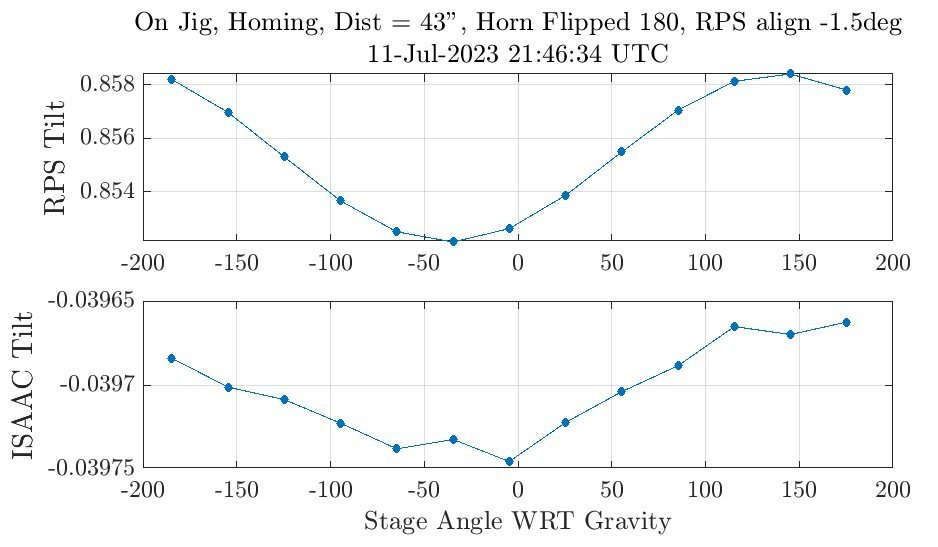 On Jig, Homing, Dist = 43”, Horn Flipped 180, RPS align -1.5deg
11-Jul-2023 21:46:34 UTC
RPS Tilt
0.858
0.856
0.854
-200 -150 -100 -50 0 50 100 150 200
ISAAC Tilt
-0.03965
-0.0397
-0.03975
-200 -150 -100 -50 0 50 100 150 200
Stage Angle WRT Gravity